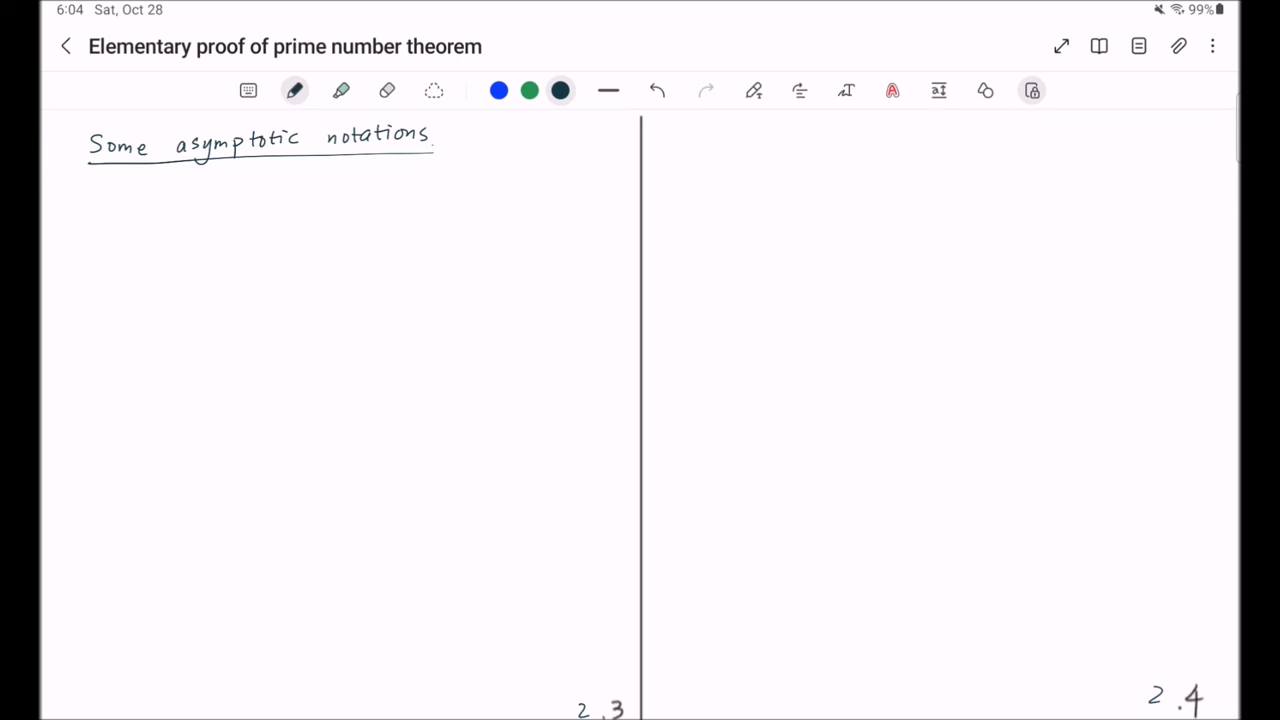 6:04 Sat, Oct 28 99%
Elementary proof of prime number theorem
Some asymptotic notations.
2.3
2.4